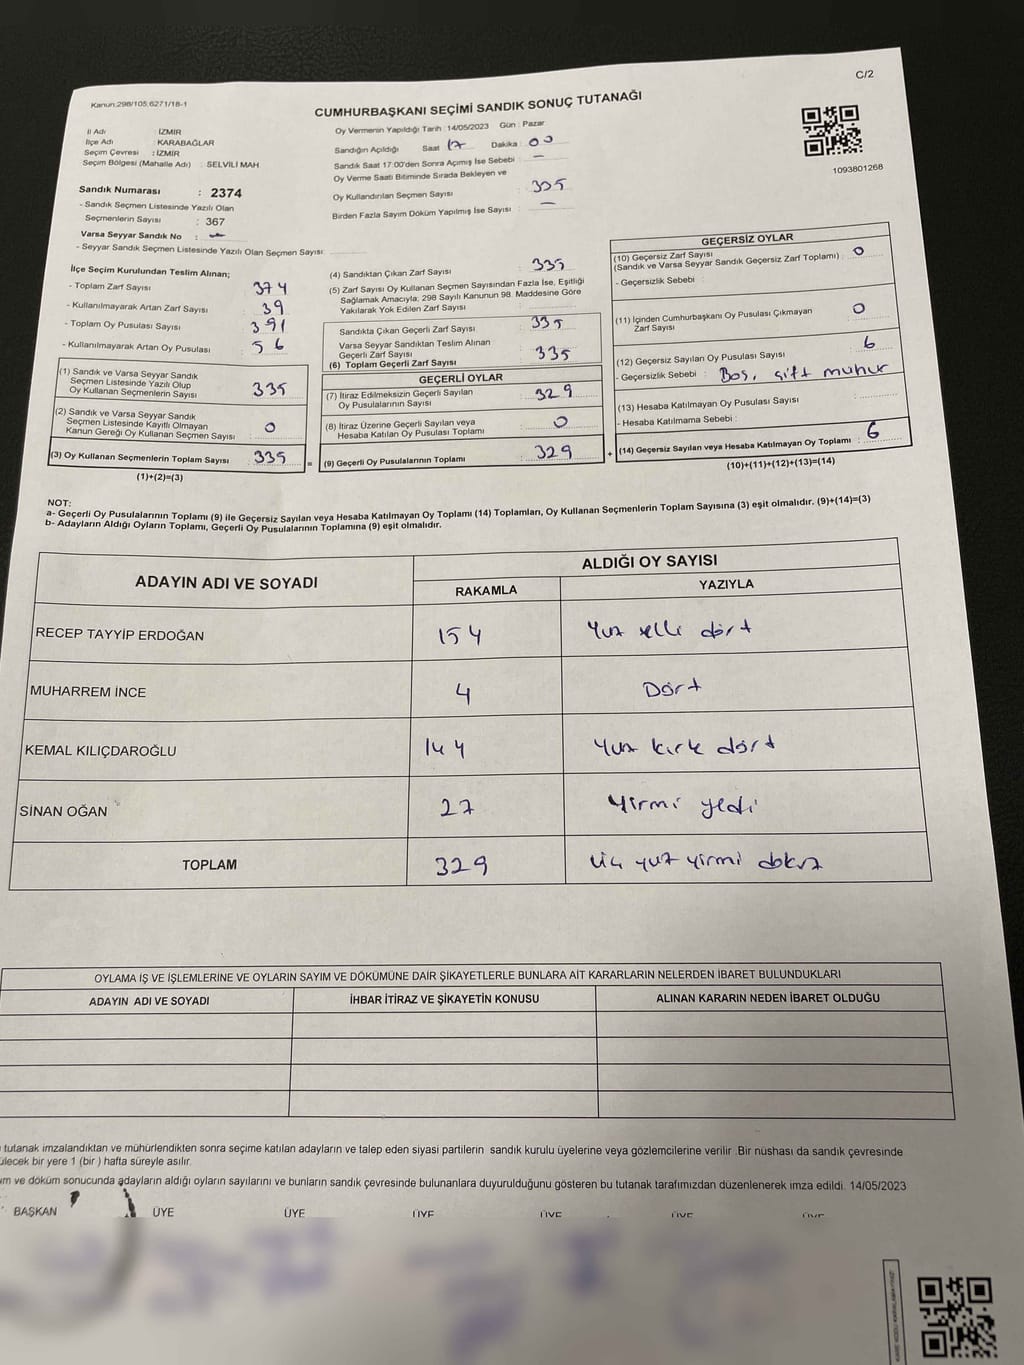 C/2
Kanun:298/105,6271/18-1
CUMHURBAŞKANI SEÇİMİ SANDIK SONUÇ TUTANAĞI
İl Adı : İZMİR
İlçe Adı : KARABAĞLAR
Seçim Çevresi : İZMİR
Seçim Bölgesi (Mahalle Adı) : SELVİLİ MAH.
Sandık Numarası : 2374
- Sandık Seçmen Listesinde Yazılı Olan
Seçmenlerin Sayısı : 367
Varsa Seyyar Sandık No : -
- Seyyar Sandık Seçmen Listesinde Yazılı Olan Seçmen Sayısı:
Oy Vermenin Yapıldığı Tarih : 14/05/2023 Gün : Pazar
Sandığın Açıldığı Saat 17 Dakika 00
Sandık Saat 17:00'den Sonra Açımış İse Sebebi : -
Oy Verme Saati Bitiminde Sırada Bekleyen ve
Oy Kullandırılan Seçmen Sayısı : 335
Birden Fazla Sayım Döküm Yapılmış İse Sayısı : -
1093801268
İlçe Seçim Kurulundan Teslim Alınan;
- Toplam Zarf Sayısı : 374
- Kullanılmayarak Artan Zarf Sayısı : 39
- Toplam Oy Pusulası Sayısı : 391
- Kullanılmayarak Artan Oy Pusulası : 56
(1) Sandık ve Varsa Seyyar Sandık
Seçmen Listesinde Yazılı Olup
Oy Kullanan Seçmenlerin Sayısı : 335
(2) Sandık ve Varsa Seyyar Sandık
Seçmen Listesinde Kayıtlı Olmayan
Kanun Gereği Oy Kullanan Seçmen Sayısı : 0
(3) Oy Kullanan Seçmenlerin Toplam Sayısı : 335
(1)+(2)=(3)
=
(4) Sandıktan Çıkan Zarf Sayısı : 335
(5) Zarf Sayısı Oy Kullanan Seçmen Sayısından Fazla İse, Eşitliği
Sağlamak Amacıyla; 298 Sayılı Kanunun 98. Maddesine Göre
Yakılarak Yok Edilen Zarf Sayısı :
Sandıkta Çıkan Geçerli Zarf Sayısı : 335
Varsa Seyyar Sandıktan Teslim Alınan
Geçerli Zarf Sayısı
(6) Toplam Geçerli Zarf Sayısı : 335
GEÇERLİ OYLAR
(7) İtiraz Edilmeksizin Geçerli Sayılan
Oy Pusulalarının Sayısı : 329
(8) İtiraz Üzerine Geçerli Sayılan veya
Hesaba Katılan Oy Pusulası Toplamı : 0
(9) Geçerli Oy Pusulalarının Toplamı : 329
+
GEÇERSİZ OYLAR
(10) Geçersiz Zarf Sayısı
(Sandık ve Varsa Seyyar Sandık Geçersiz Zarf Toplamı) : 0
- Geçersizlik Sebebi :
(11) İçinden Cumhurbaşkanı Oy Pusulası Çıkmayan
Zarf Sayısı : 0
(12) Geçersiz Sayılan Oy Pusulası Sayısı : 6
- Geçersizlik Sebebi : Boş, çift mühür
(13) Hesaba Katılmayan Oy Pusulası Sayısı :
- Hesaba Katılmama Sebebi :
(14) Geçersiz Sayılan veya Hesaba Katılmayan Oy Toplamı : 6
(10)+(11)+(12)+(13)=(14)
NOT:
a- Geçerli Oy Pusulalarının Toplamı (9) ile Geçersiz Sayılan veya Hesaba Katılmayan Oy Toplamı (14) Toplamları, Oy Kullanan Seçmenlerin Toplam Sayısına (3) eşit olmalıdır. (9)+(14)=(3)
b- Adayların Aldığı Oyların Toplamı, Geçerli Oy Pusulalarının Toplamına (9) eşit olmalıdır.
ADAYIN ADI VE SOYADI
ALDIĞI OY SAYISI
RAKAMLA YAZIYLA
RECEP TAYYİP ERDOĞAN 154 Yüz elli dört
MUHARREM İNCE 4 Dört
KEMAL KILIÇDAROĞLU 144 Yüz kırk dört
SİNAN OĞAN 27 Yirmi yedi
TOPLAM 329 Üç yüz yirmi dokuz
OYLAMA İŞ VE İŞLEMLERİNE VE OYLARIN SAYIM VE DÖKÜMÜNE DAİR ŞİKAYETLERLE BUNLARA AİT KARARLARIN NELERDEN İBARET BULUNDUKLARI
ADAYIN ADI VE SOYADI İHBAR İTİRAZ VE ŞİKAYETİN KONUSU ALINAN KARARIN NEDEN İBARET OLDUĞU
tutanak imzalandıktan ve mühürlendikten sonra seçime katılan adayların ve talep eden siyasi partilerin sandık kurulu üyelerine veya gözlemcilerine verilir .Bir nüshası da sandık çevresinde
ülecek bir yere 1 (bir ) hafta süreyle asılır.
ım ve döküm sonucunda adayların aldığı oyların sayılarını ve bunların sandık çevresinde bulunanlara duyurulduğunu gösteren bu tutanak tarafımızdan düzenlenerek imza edildi. 14/05/2023
BAŞKAN ÜYE ÜYE ÜYE ÜYE ÜYE ÜYE